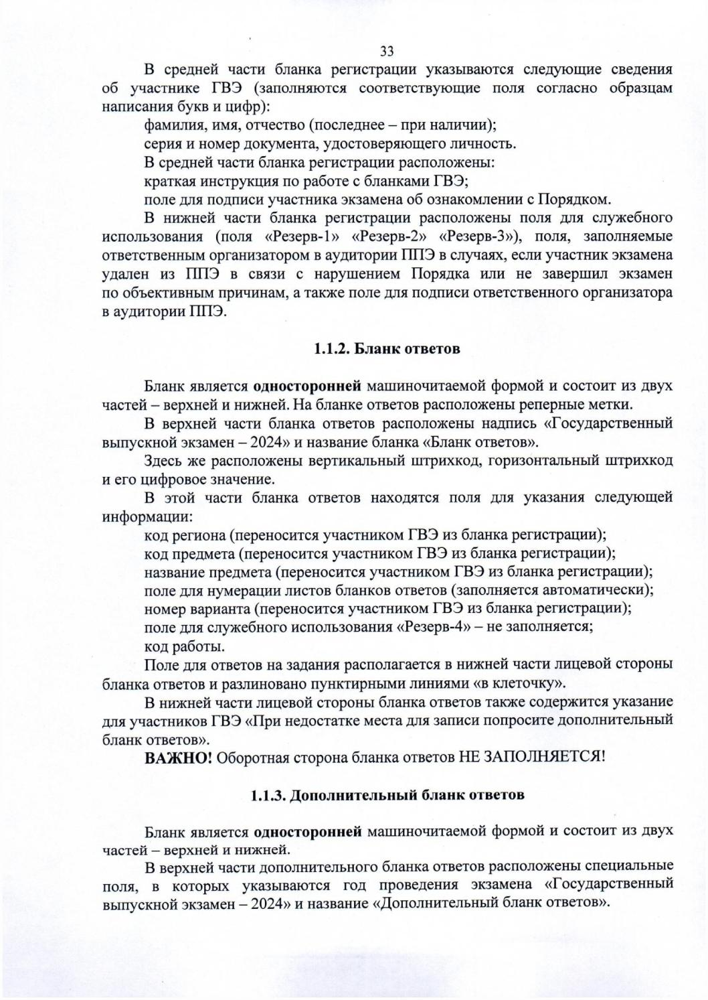 33
В средней части бланка регистрации указываются следующие сведения
об участнике ГВЭ (заполняются соответствующие поля согласно образцам
написания букв и цифр):
фамилия, имя, отчество (последнее – при наличии);
серия и номер документа, удостоверяющего личность.
В средней части бланка регистрации расположены:
краткая инструкция по работе с бланками ГВЭ;
поле для подписи участника экзамена об ознакомлении с Порядком.
В нижней части бланка регистрации расположены поля для служебного
использования (поля «Резерв-1» «Резерв-2» «Резерв-3»), поля, заполняемые
ответственным организатором в аудитории ППЭ в случаях, если участник экзамена
удален из ППЭ в связи с нарушением Порядка или не завершил экзамен
по объективным причинам, а также поле для подписи ответственного организатора
в аудитории ППЭ.
1.1.2. Бланк ответов
Бланк является односторонней машиночитаемой формой и состоит из двух
частей – верхней и нижней. На бланке ответов расположены реперные метки.
В верхней части бланка ответов расположены надпись «Государственный
выпускной экзамен – 2024» и название бланка «Бланк ответов».
Здесь же расположены вертикальный штрихкод, горизонтальный штрихкод
и его цифровое значение.
В этой части бланка ответов находятся поля для указания следующей
информации:
код региона (переносится участником ГВЭ из бланка регистрации);
код предмета (переносится участником ГВЭ из бланка регистрации);
название предмета (переносится участником ГВЭ из бланка регистрации);
поле для нумерации листов бланков ответов (заполняется автоматически);
номер варианта (переносится участником ГВЭ из бланка регистрации);
поле для служебного использования «Резерв-4» – не заполняется;
код работы.
Поле для ответов на задания располагается в нижней части лицевой стороны
бланка ответов и разлиновано пунктирными линиями «в клеточку».
В нижней части лицевой стороны бланка ответов также содержится указание
для участников ГВЭ «При недостатке места для записи попросите дополнительный
бланк ответов».
ВАЖНО! Оборотная сторона бланка ответов НЕ ЗАПОЛНЯЕТСЯ!
1.1.3. Дополнительный бланк ответов
Бланк является односторонней машиночитаемой формой и состоит из двух
частей – верхней и нижней.
В верхней части дополнительного бланка ответов расположены специальные
поля, в которых указываются год проведения экзамена «Государственный
выпускной экзамен – 2024» и название «Дополнительный бланк ответов».